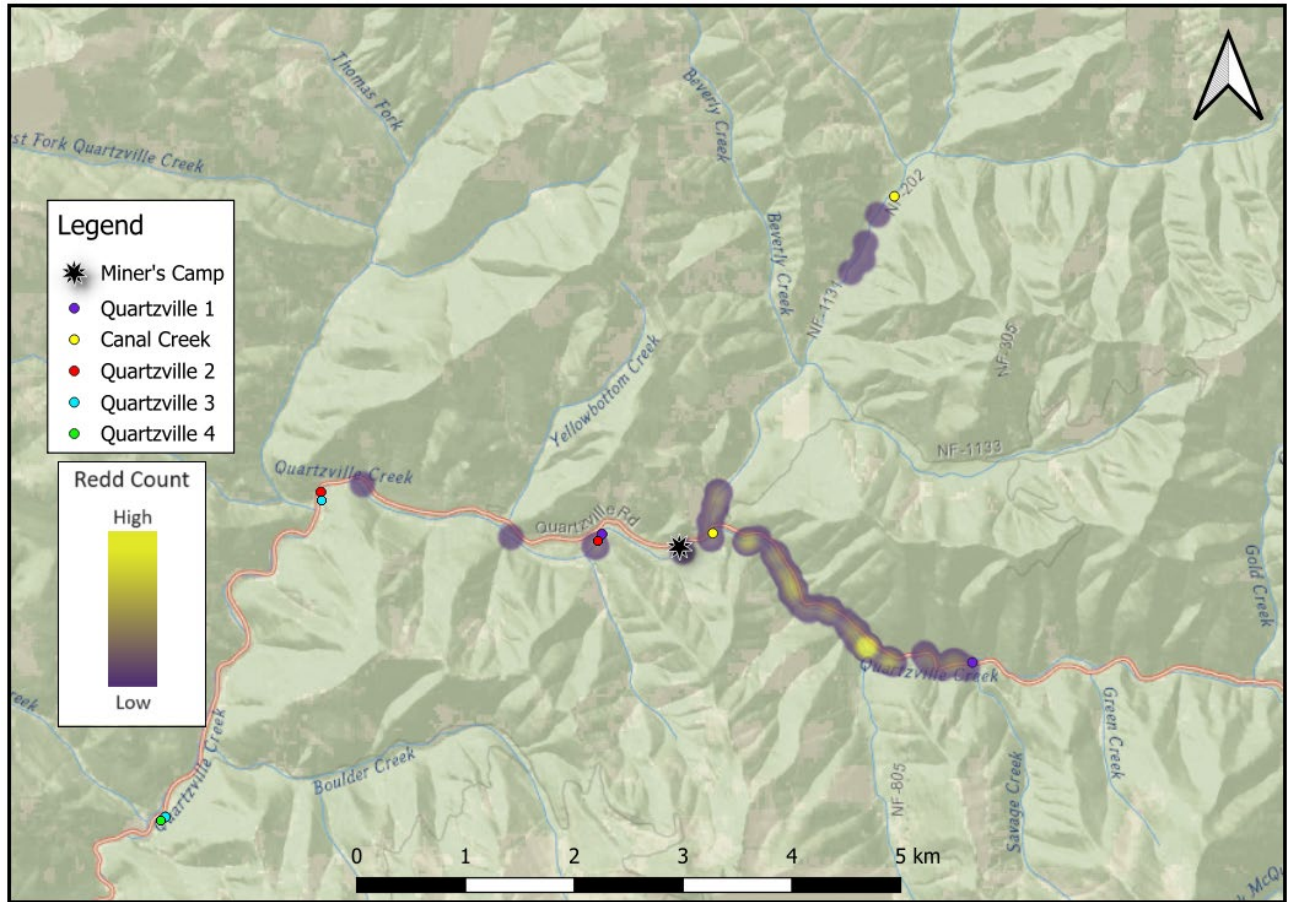 Thomas Fork
Beverly Creek
st Fork Quartzville Creek
NF-202
Beverly Creek
Legend
Miner's Camp
Quartzville 1
Canal Creek
Quartzville 2
Quartzville 3
Quartzville 4
NF-1131
NF-305
Yellowbottom Creek
NF-1133
Quartzville Creek
Redd Count
High
Low
Quartzville Rd
Gold Creek
Quartzville Creek
reek
Quartzville Creek
Green Creek
Boulder Creek
NF-805
Savage Creek
McQu
0 1 2 3 4 5 km